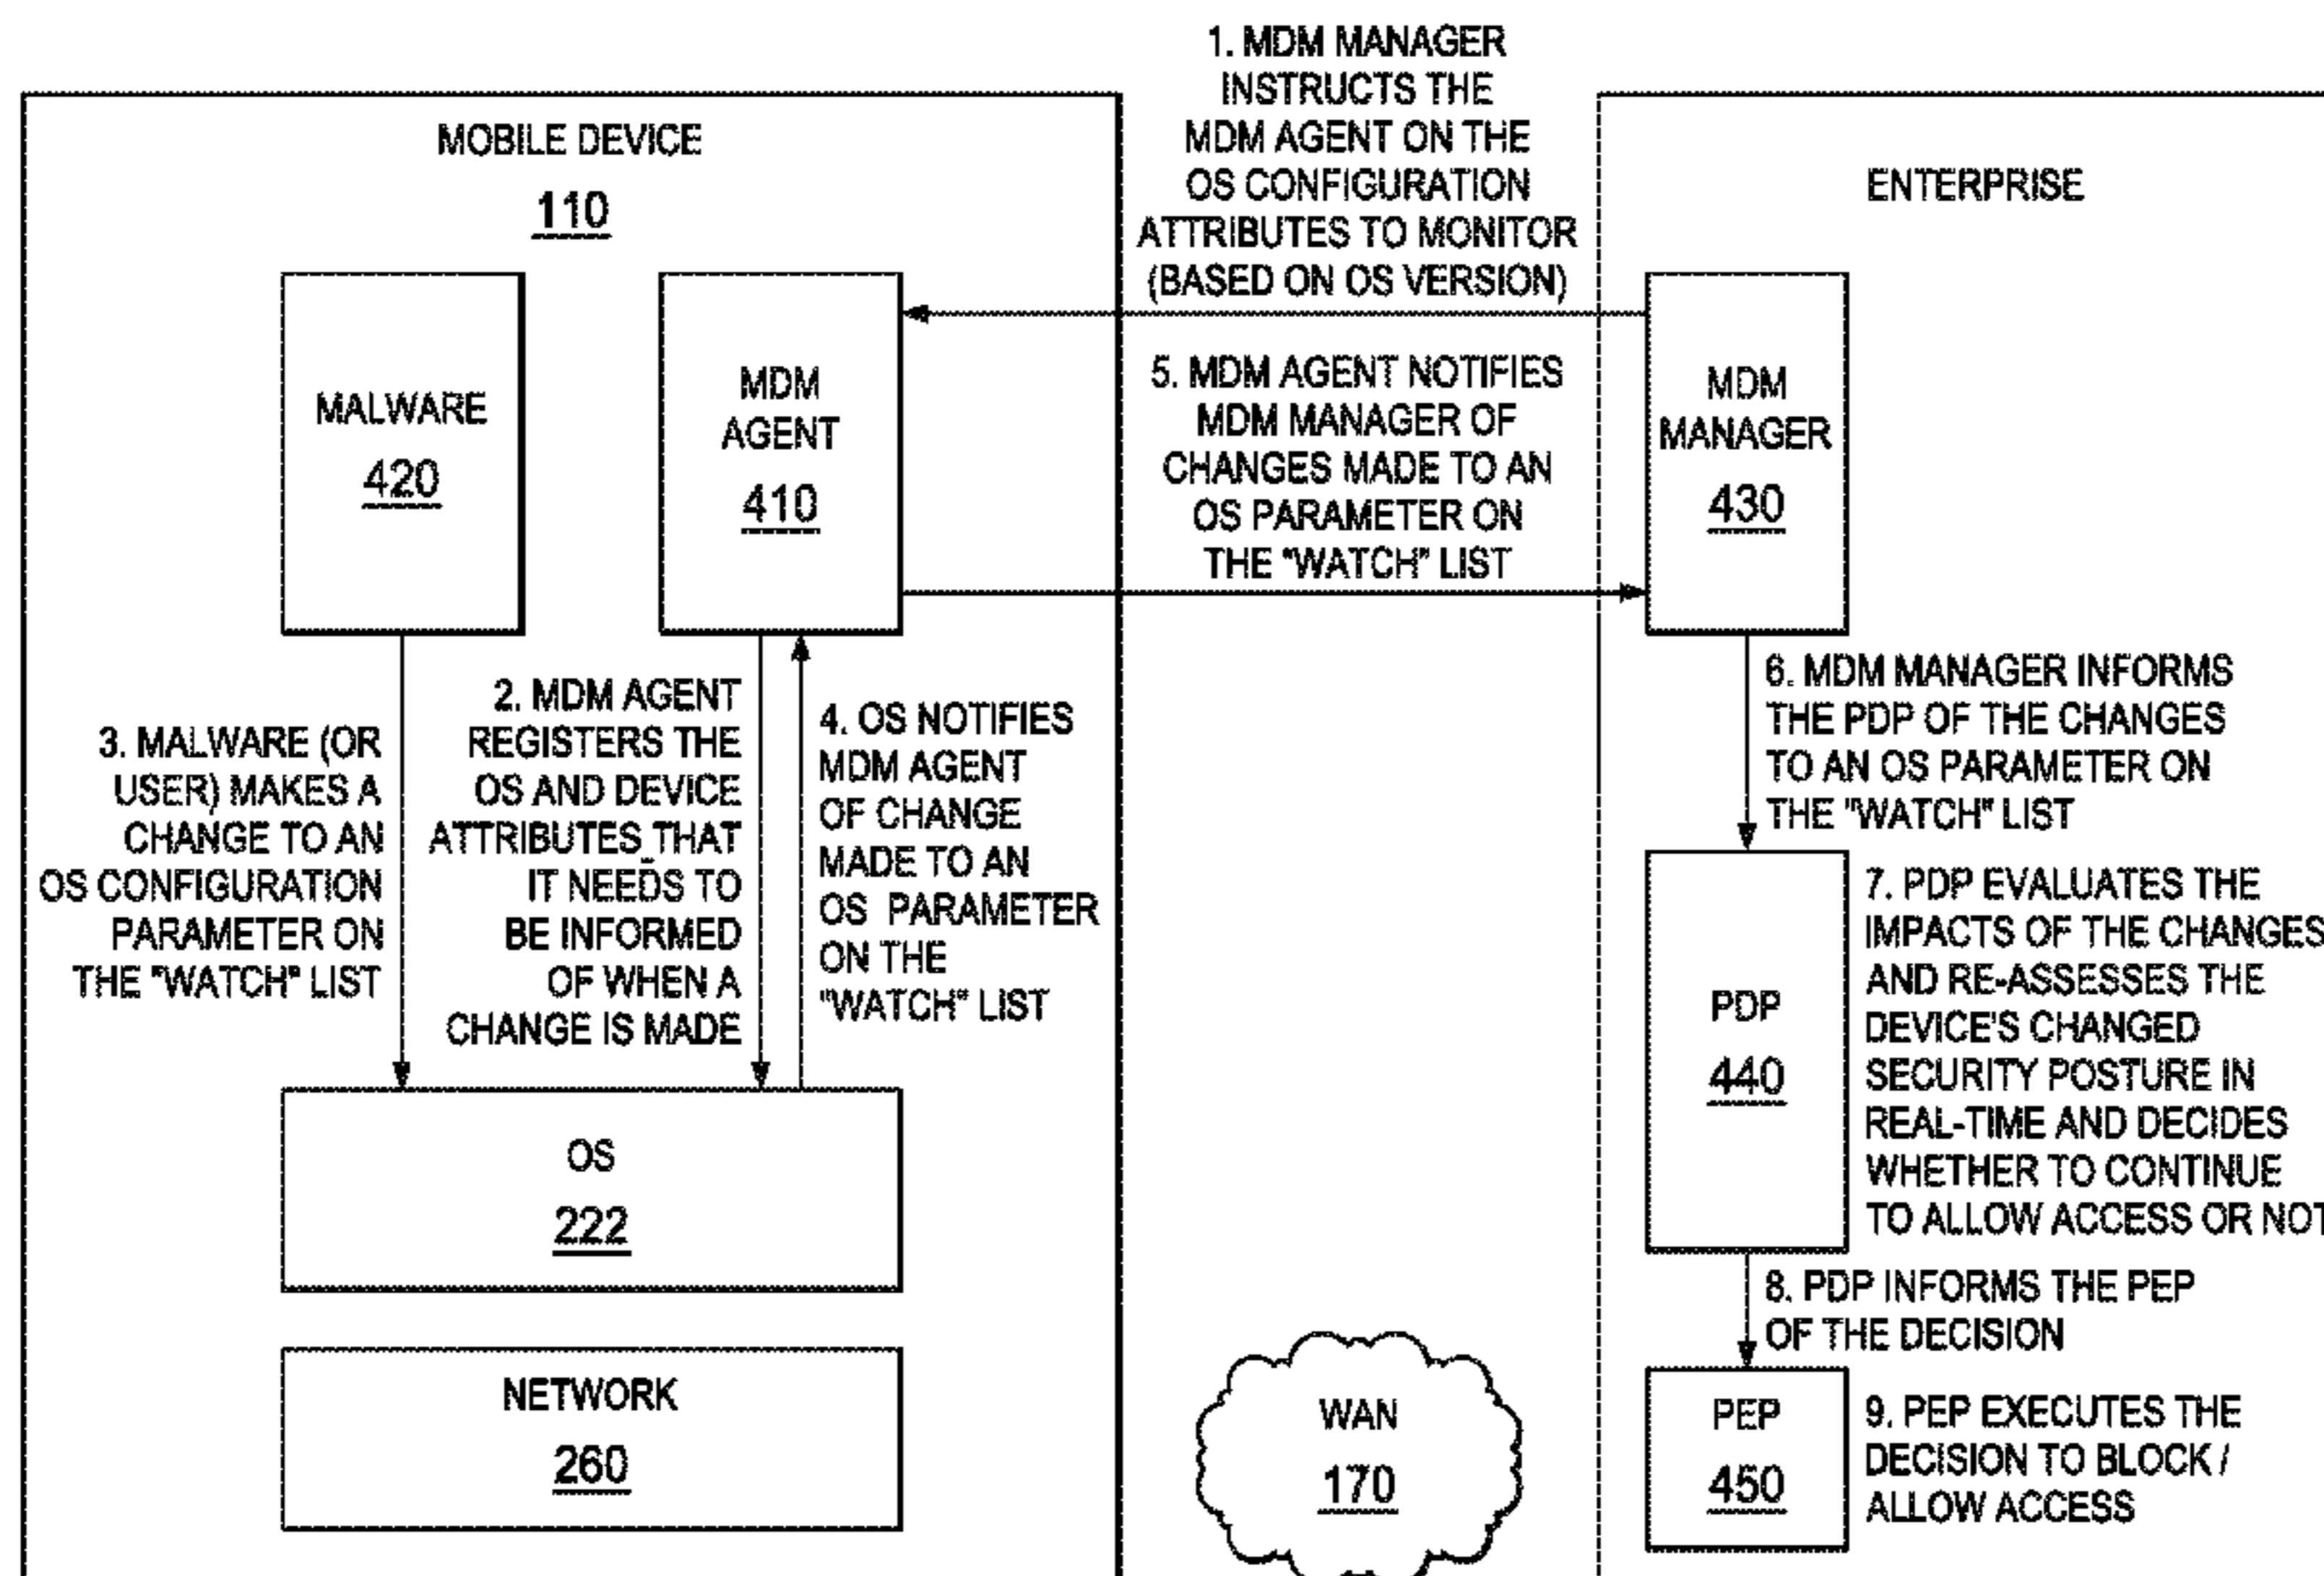 1. MDM MANAGER
INSTRUCTS THE
MDM AGENT ON THE
OS CONFIGURATION
ATTRIBUTES TO MONITOR
(BASED ON OS VERSION)
MOBILE DEVICE
110
ENTERPRISE
MALWARE
420
MDM
AGENT
410
5. MDM AGENT NOTIFIES
MDM MANAGER OF
CHANGES MADE TO AN
OS PARAMETER ON
THE "WATCH" LIST
MDM
MANAGER
430
3. MALWARE (OR
USER) MAKES A
CHANGE TO AN
OS CONFIGURATION
PARAMETER ON
THE "WATCH" LIST
2. MDM AGENT
REGISTERS THE
OS AND DEVICE
ATTRIBUTES THAT
IT NEEDS TO
BE INFORMED
OF WHEN A
CHANGE IS MADE
4. OS NOTIFIES
MDM AGENT
OF CHANGE
MADE TO AN
OS PARAMETER
ON THE
"WATCH" LIST
6. MDM MANAGER INFORMS
THE PDP OF THE CHANGES
TO AN OS PARAMETER ON
THE "WATCH" LIST
PDP
440
7. PDP EVALUATES THE
IMPACTS OF THE CHANGES
AND RE-ASSESSES THE
DEVICE'S CHANGED
SECURITY POSTURE IN
REAL-TIME AND DECIDES
WHETHER TO CONTINUE
TO ALLOW ACCESS OR NOT
OS
222
8. PDP INFORMS THE PEP
OF THE DECISION
NETWORK
260
WAN
170
PEP
450
9. PEP EXECUTES THE
DECISION TO BLOCK /
ALLOW ACCESS